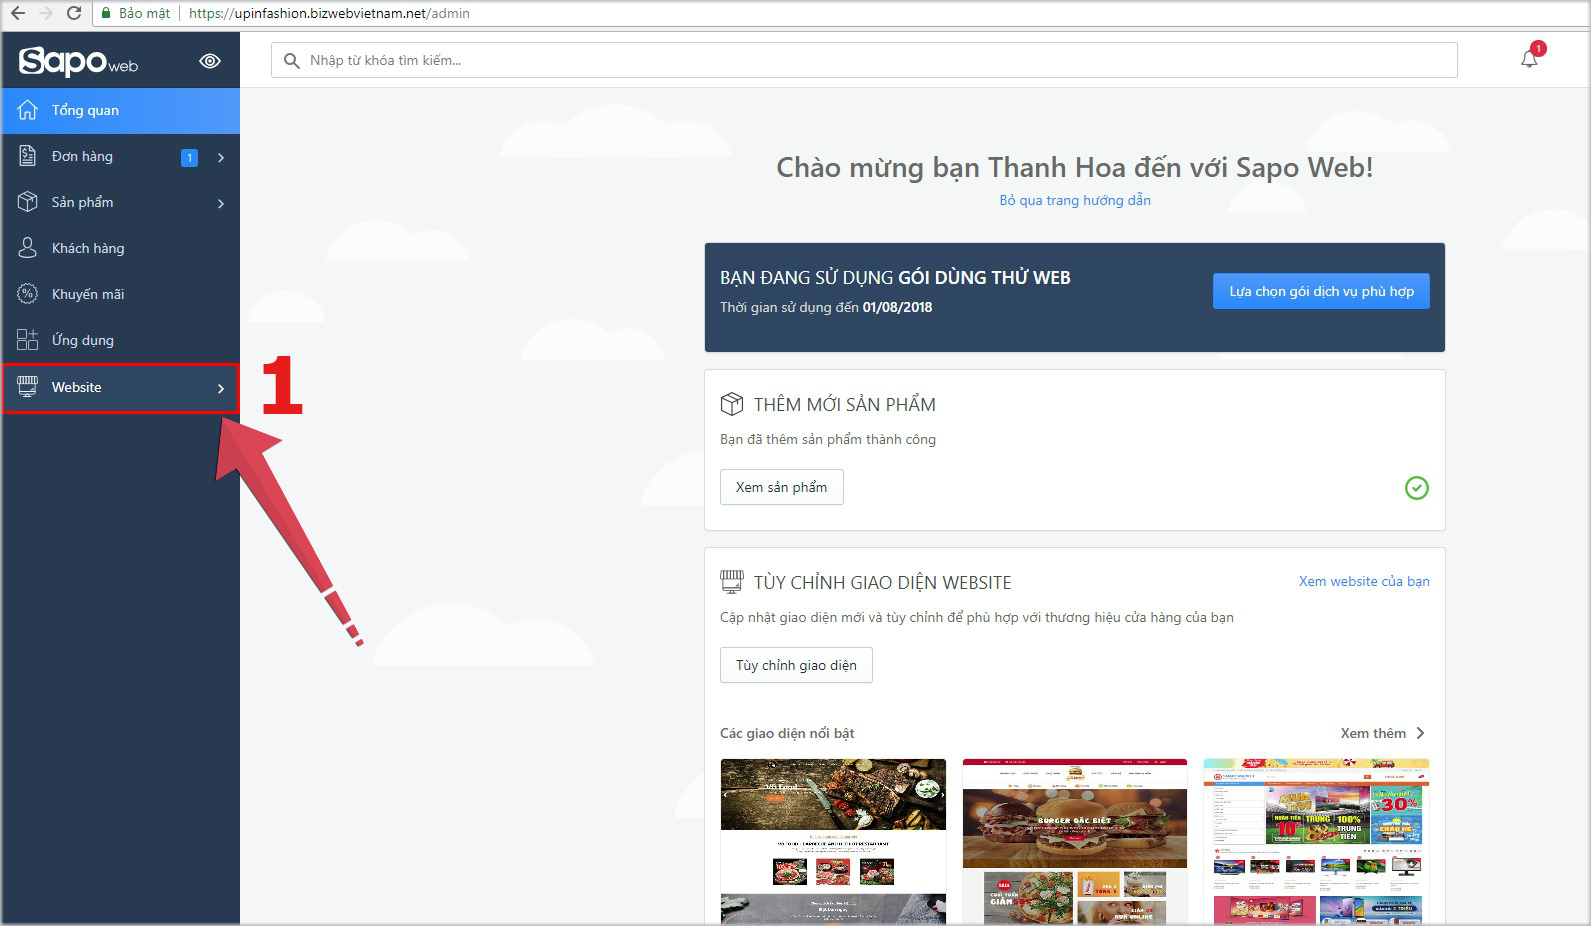 Bảo mật https://upinfashion.bizwebvietnam.net/admin
Sapo web
Nhập từ khóa tìm kiếm...
1
Tổng quan
Đơn hàng 1
Sản phẩm
Khách hàng
Khuyến mãi
Ứng dụng
Website
1
Chào mừng bạn Thanh Hoa đến với Sapo Web!
Bỏ qua trang hướng dẫn
BẠN ĐANG SỬ DỤNG GÓI DÙNG THỬ WEB
Thời gian sử dụng đến 01/08/2018
Lựa chọn gói dịch vụ phù hợp
THÊM MỚI SẢN PHẨM
Bạn đã thêm sản phẩm thành công
Xem sản phẩm
TÙY CHỈNH GIAO DIỆN WEBSITE
Xem website của bạn
Cập nhật giao diện mới và tùy chỉnh để phù hợp với thương hiệu cửa hàng của bạn
Tùy chỉnh giao diện
Các giao diện nổi bật
Xem thêm
BURGER ĐẶC BIỆT
HOÀN TIỀN
10%
TRÚNG 100%
TRÚNG TIỀN
30%
GIẢM